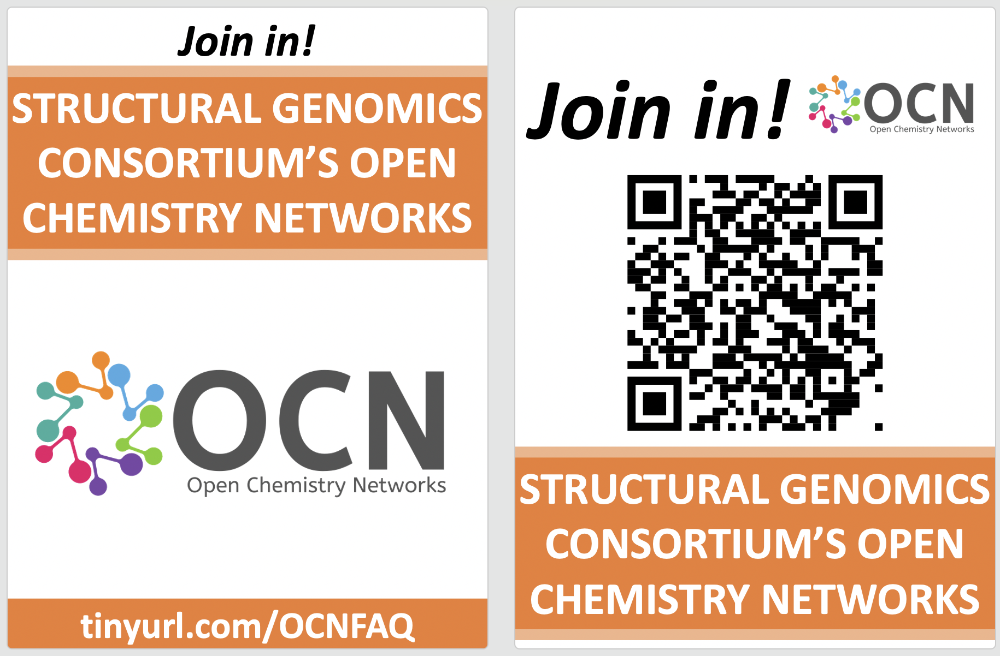 Join in!
STRUCTURAL GENOMICS
CONSORTIUM’S OPEN
CHEMISTRY NETWORKS
OCN
Open Chemistry Networks
tinyurl.com/OCNFAQ
Join in!
OCN
Open Chemistry Networks
STRUCTURAL GENOMICS
CONSORTIUM’S OPEN
CHEMISTRY NETWORKS